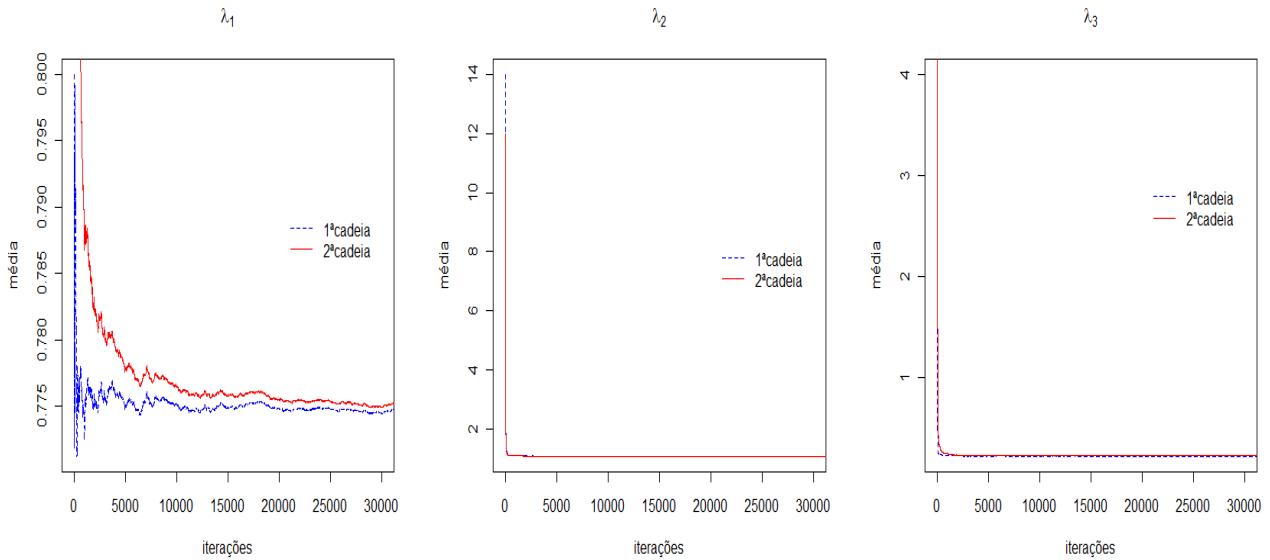 λ1
média
0.775 0.780 0.785 0.790 0.795 0.800
1ªcadeia
2ªcadeia
0 5000 10000 15000 20000 25000 30000
iterações
λ2
média
2 4 6 8 10 12 14
1ªcadeia
2ªcadeia
0 5000 10000 15000 20000 25000 30000
iterações
λ3
média
1 2 3 4
1ªcadeia
2ªcadeia
0 5000 10000 15000 20000 25000 30000
iterações